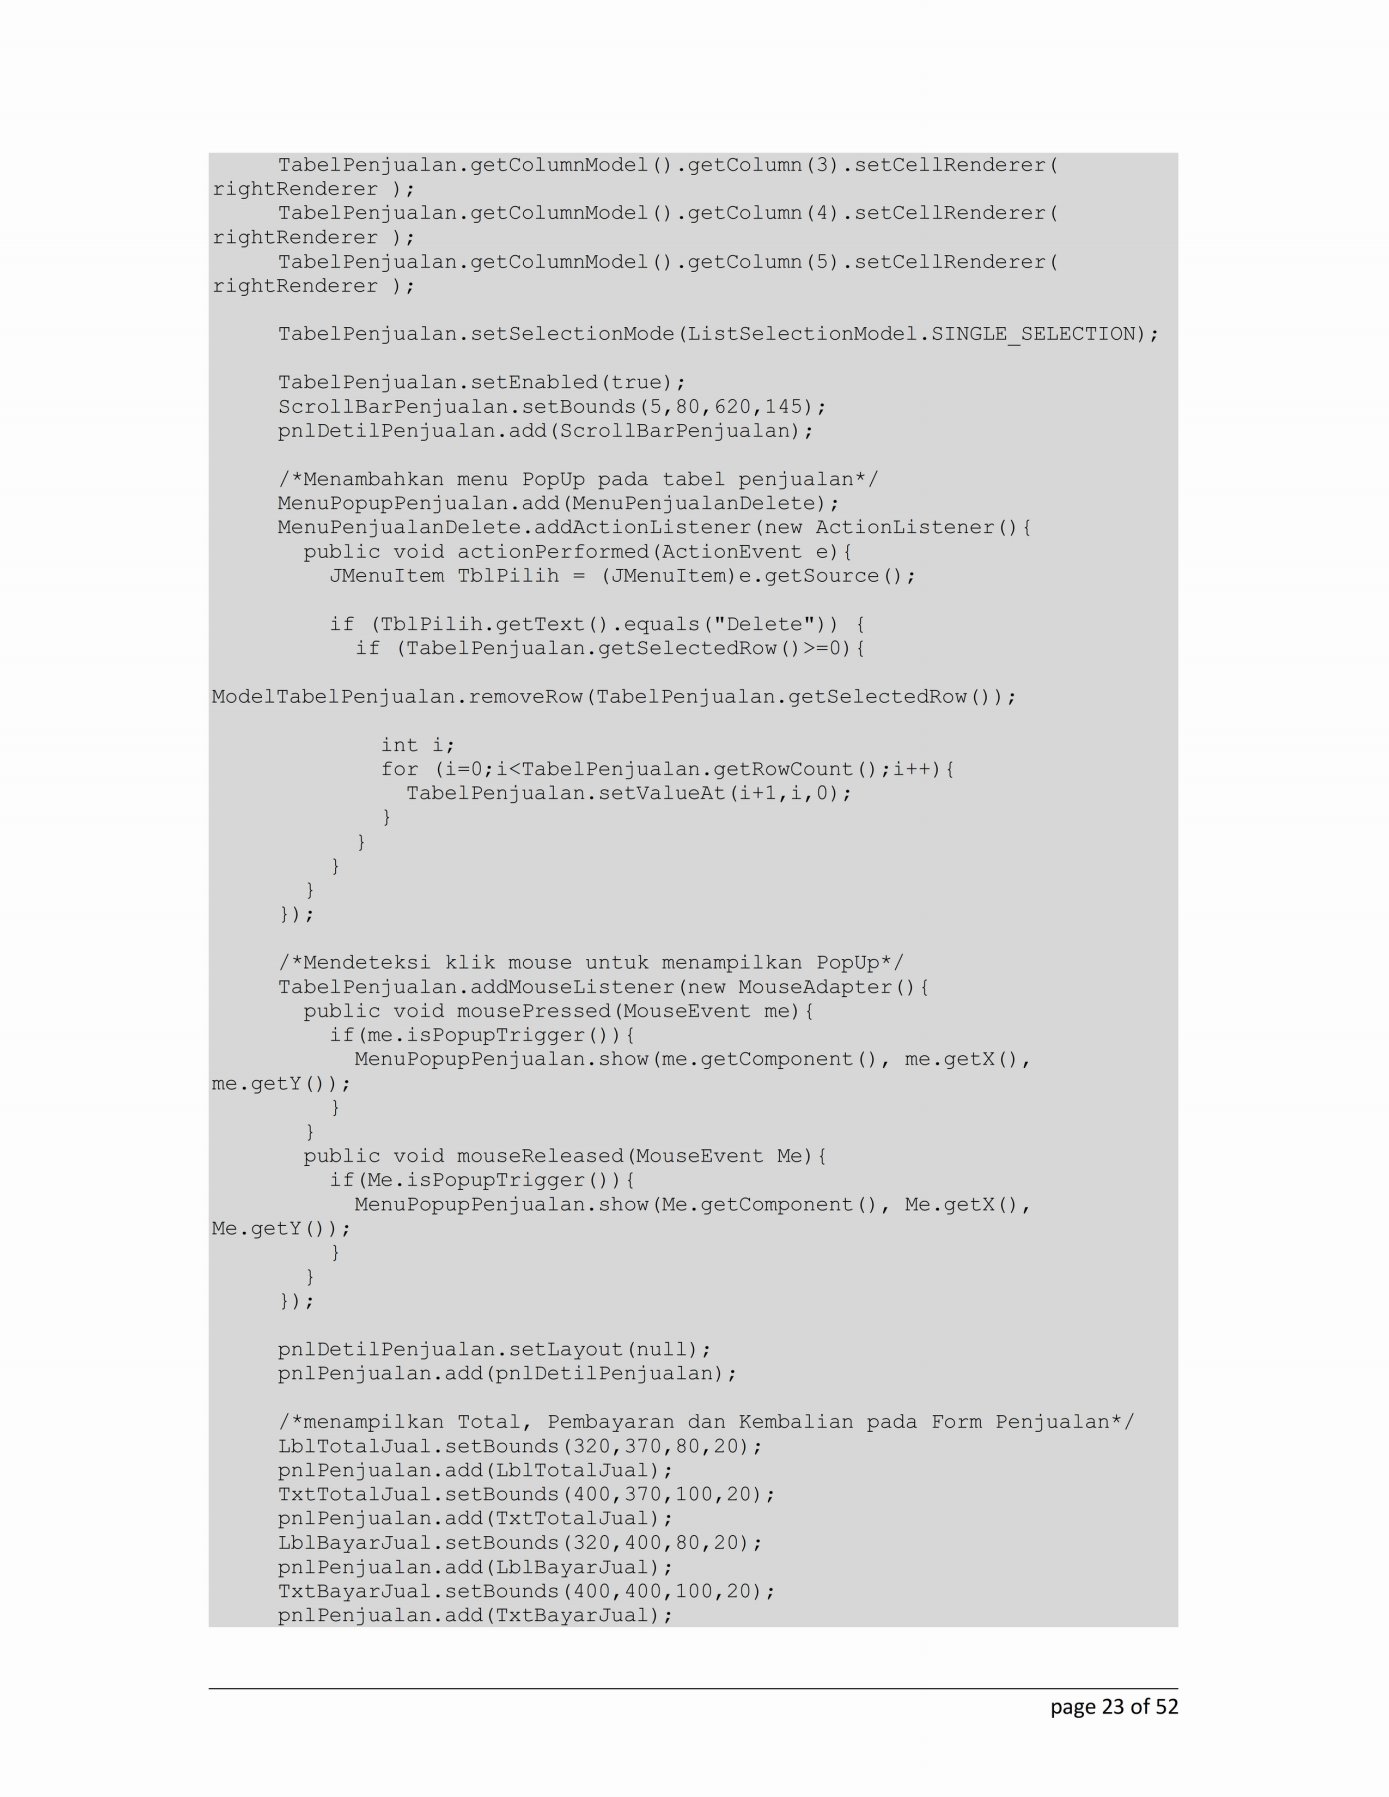 TabelPenjualan.getColumnModel().getColumn(3).setCellRenderer(
rightRenderer );
TabelPenjualan.getColumnModel().getColumn(4).setCellRenderer(
rightRenderer );
TabelPenjualan.getColumnModel().getColumn(5).setCellRenderer(
rightRenderer );
TabelPenjualan.setSelectionMode(ListSelectionModel.SINGLE_SELECTION);
TabelPenjualan.setEnabled(true);
ScrollBarPenjualan.setBounds(5,80,620,145);
pnlDetilPenjualan.add(ScrollBarPenjualan);
/*Menambahkan menu PopUp pada tabel penjualan*/
MenuPopupPenjualan.add(MenuPenjualanDelete);
MenuPenjualanDelete.addActionListener(new ActionListener(){
public void actionPerformed(ActionEvent e){
JMenuItem TblPilih = (JMenuItem)e.getSource();
if (TblPilih.getText().equals("Delete")) {
if (TabelPenjualan.getSelectedRow()>=0){
ModelTabelPenjualan.removeRow(TabelPenjualan.getSelectedRow());
int i;
for (i=0;i<TabelPenjualan.getRowCount();i++){
TabelPenjualan.setValueAt(i+1,i,0);
}
}
}
}
});
/*Mendeteksi klik mouse untuk menampilkan PopUp*/
TabelPenjualan.addMouseListener(new MouseAdapter(){
public void mousePressed(MouseEvent me){
if(me.isPopupTrigger()){
MenuPopupPenjualan.show(me.getComponent(), me.getX(),
me.getY());
}
}
public void mouseReleased(MouseEvent Me){
if(Me.isPopupTrigger()){
MenuPopupPenjualan.show(Me.getComponent(), Me.getX(),
Me.getY());
}
}
});
pnlDetilPenjualan.setLayout(null);
pnlPenjualan.add(pnlDetilPenjualan);
/*menampilkan Total, Pembayaran dan Kembalian pada Form Penjualan*/
LblTotalJual.setBounds(320,370,80,20);
pnlPenjualan.add(LblTotalJual);
TxtTotalJual.setBounds(400,370,100,20);
pnlPenjualan.add(TxtTotalJual);
LblBayarJual.setBounds(320,400,80,20);
pnlPenjualan.add(LblBayarJual);
TxtBayarJual.setBounds(400,400,100,20);
pnlPenjualan.add(TxtBayarJual);
page 23 of 52